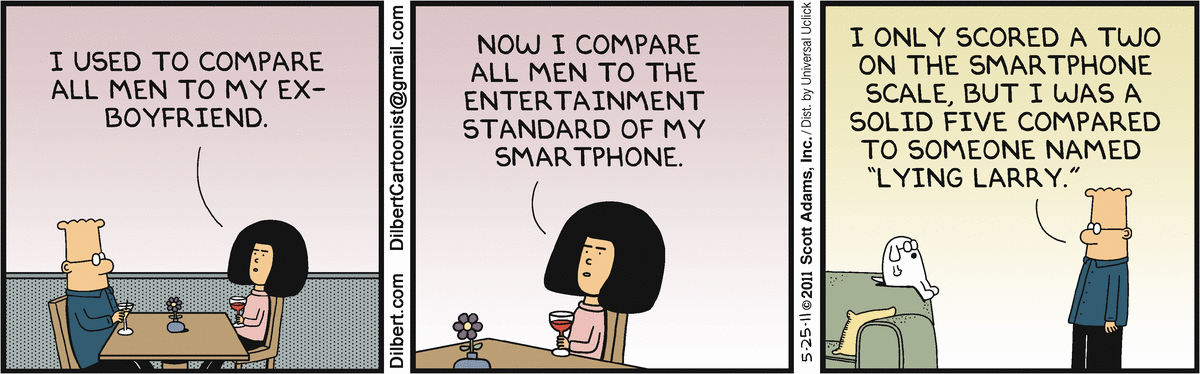 I USED TO COMPARE
ALL MEN TO MY EX-
BOYFRIEND.
Dilbert.com DilbertCartoonist@gmail.com
NOW I COMPARE
ALL MEN TO THE
ENTERTAINMENT
STANDARD OF MY
SMARTPHONE.
5-25-11 © 2011 Scott Adams, Inc. / Dist. by Universal Uclick
I ONLY SCORED A TWO
ON THE SMARTPHONE
SCALE, BUT I WAS A
SOLID FIVE COMPARED
TO SOMEONE NAMED
"LYING LARRY."